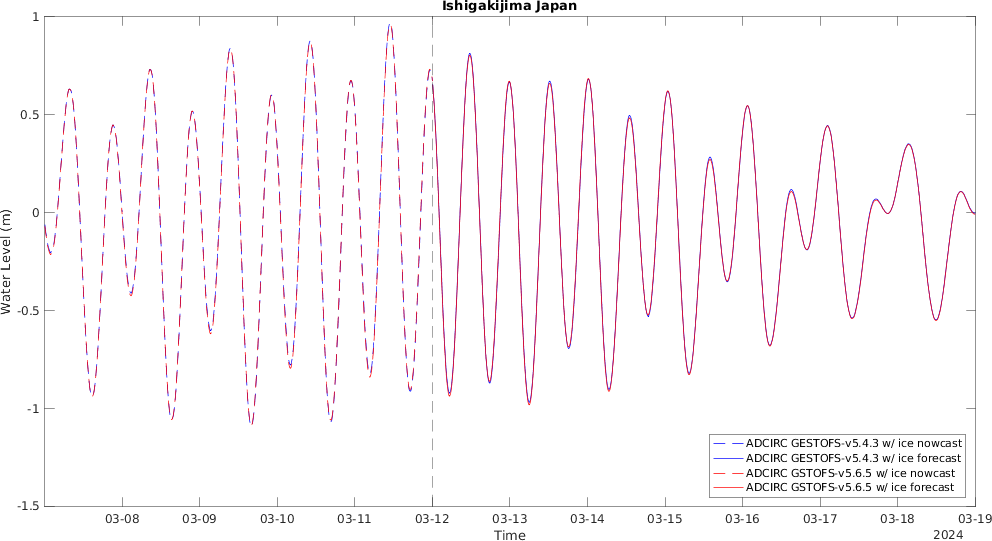 Ishigakijima Japan
1
0.5
0
-0.5
-1
-1.5
Water Level (m)
03-08 03-09 03-10 03-11 03-12 03-13 03-14 03-15 03-16 03-17 03-18 03-19
Time
2024
ADCIRC GESTOFS-v5.4.3 w/ ice nowcast
ADCIRC GESTOFS-v5.4.3 w/ ice forecast
ADCIRC GSTOFS-v5.6.5 w/ ice nowcast
ADCIRC GSTOFS-v5.6.5 w/ ice forecast